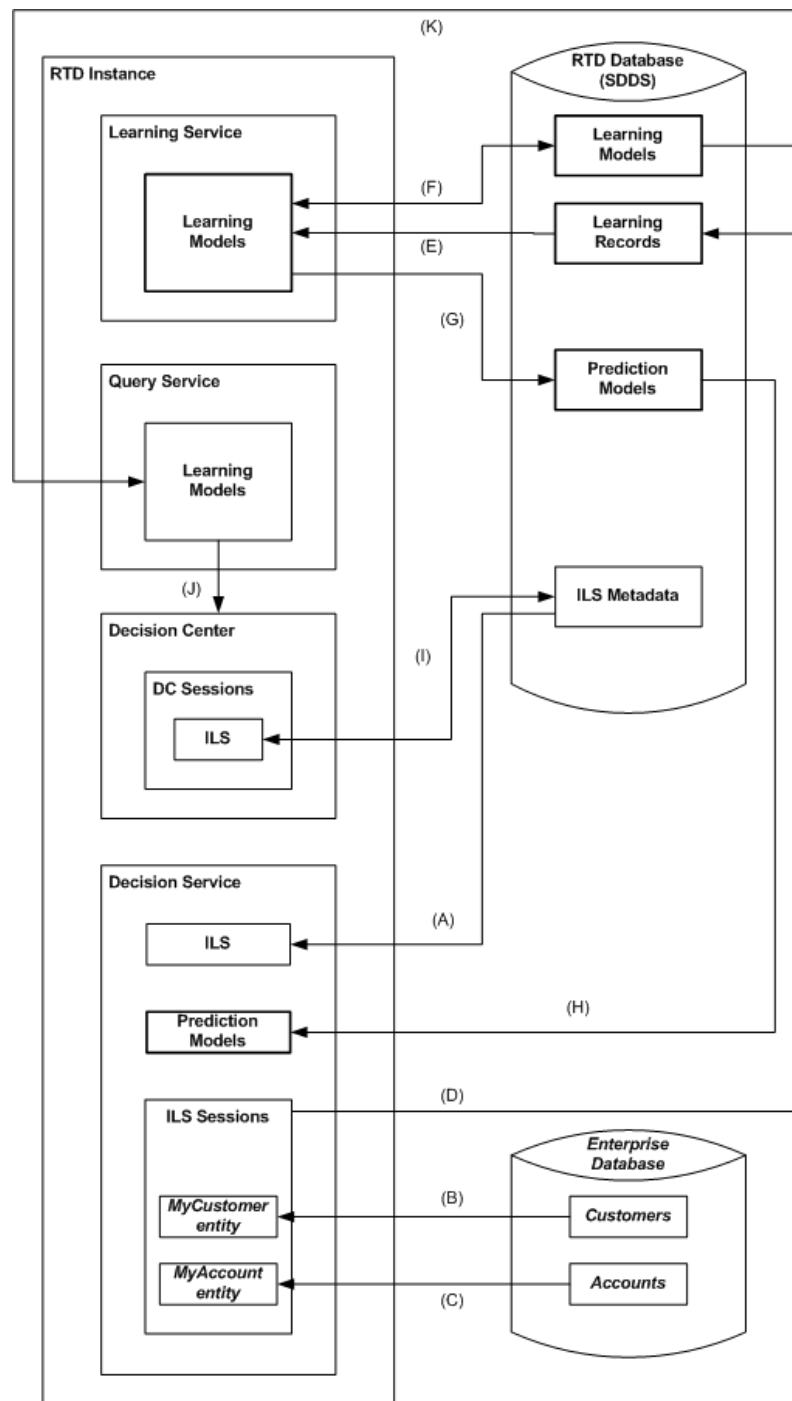 (K)
RTD Instance
RTD Database
(SDDS)
Learning Service
Learning
Models
Learning
Models
(F)
Learning
Records
(E)
(G)
Prediction
Models
Query Service
Learning
Models
(J)
ILS Metadata
Decision Center
(I)
DC Sessions
ILS
Decision Service
(A)
ILS
(H)
Prediction
Models
(D)
ILS Sessions
Enterprise
Database
(B)
MyCustomer
entity
Customers
MyAccount
entity
Accounts
(C)